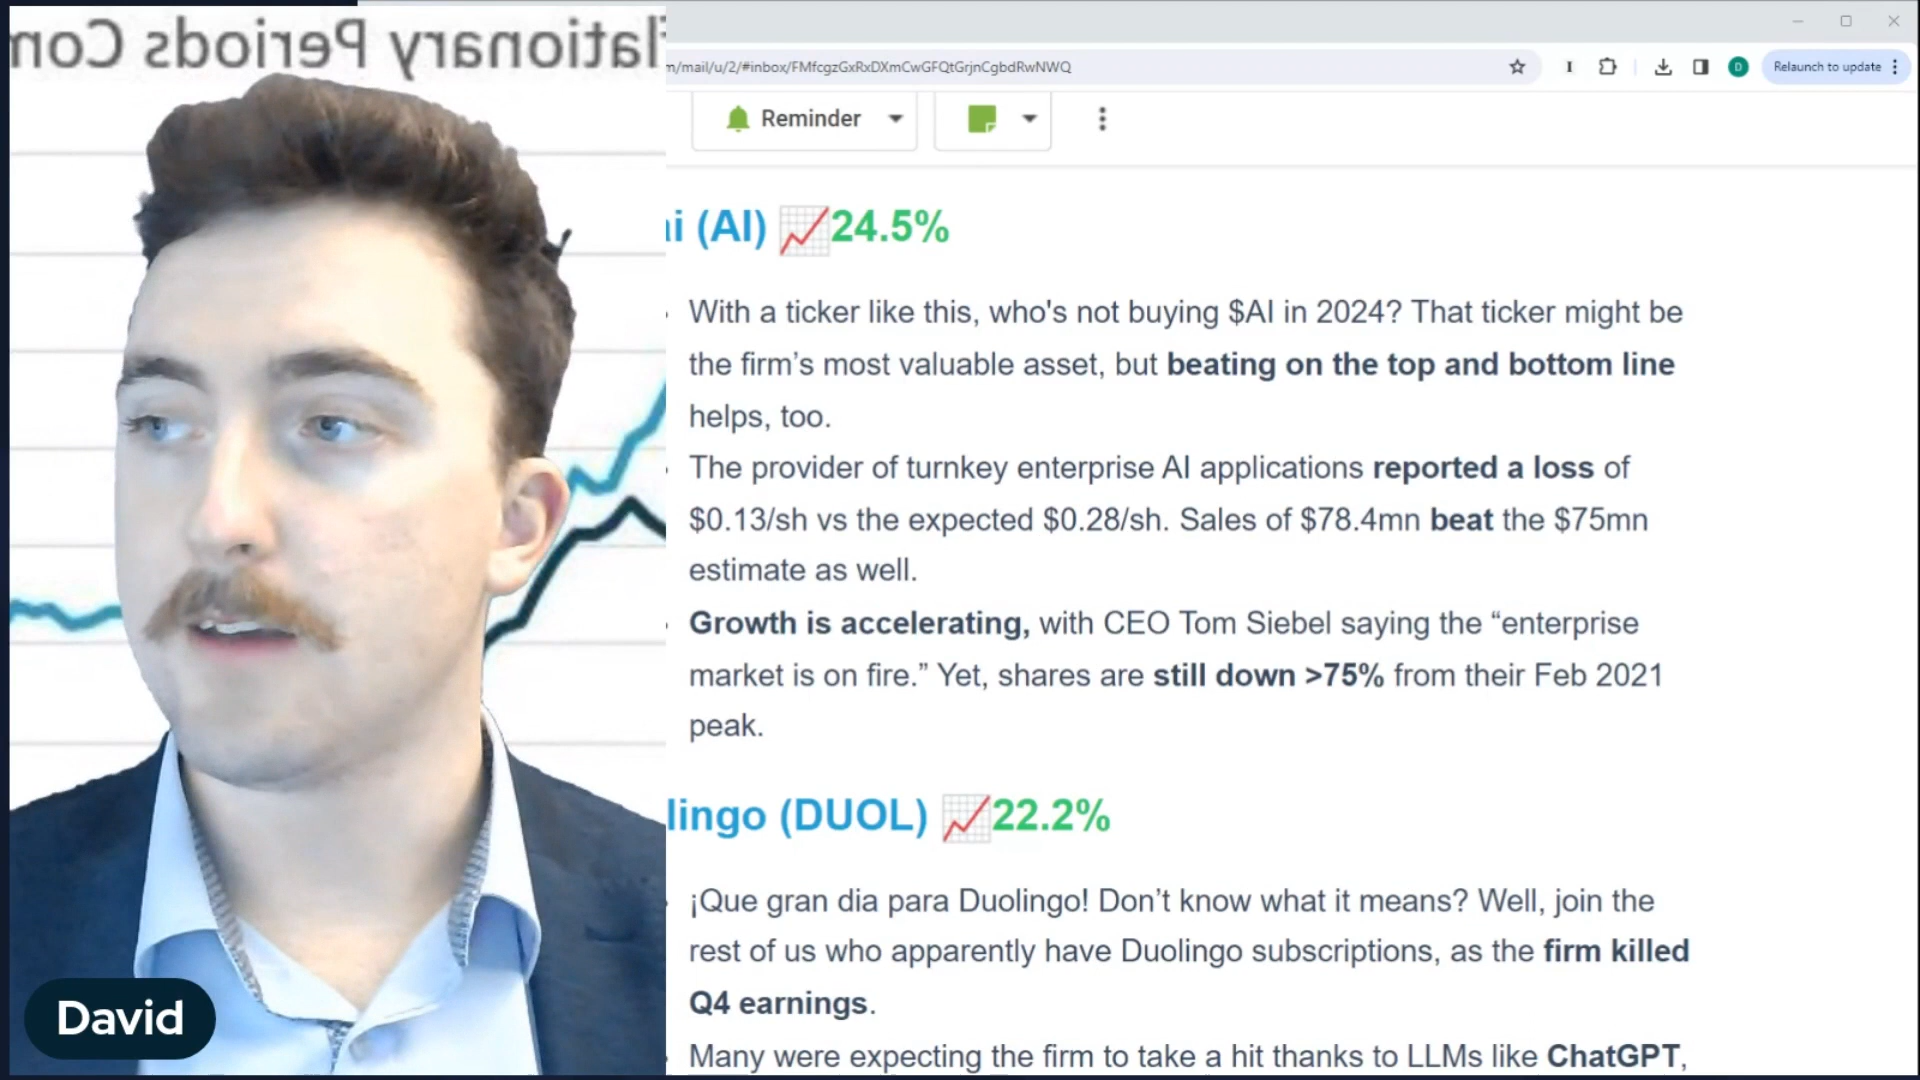 flationary Periods Com
m/mail/u/2/#inbox/FMfcgzGxRxDXmCwGFQtGrjnCgbdRwNWQ
I
D
Relaunch to update
Reminder
ai (AI) 24.5%
With a ticker like this, who's not buying $AI in 2024? That ticker might be
the firm’s most valuable asset, but beating on the top and bottom line
helps, too.
The provider of turnkey enterprise AI applications reported a loss of
$0.13/sh vs the expected $0.28/sh. Sales of $78.4mn beat the $75mn
estimate as well.
Growth is accelerating, with CEO Tom Siebel saying the “enterprise
market is on fire.” Yet, shares are still down >75% from their Feb 2021
peak.
lingo (DUOL) 22.2%
¡Que gran dia para Duolingo! Don’t know what it means? Well, join the
rest of us who apparently have Duolingo subscriptions, as the firm killed
Q4 earnings.
Many were expecting the firm to take a hit thanks to LLMs like ChatGPT,
David